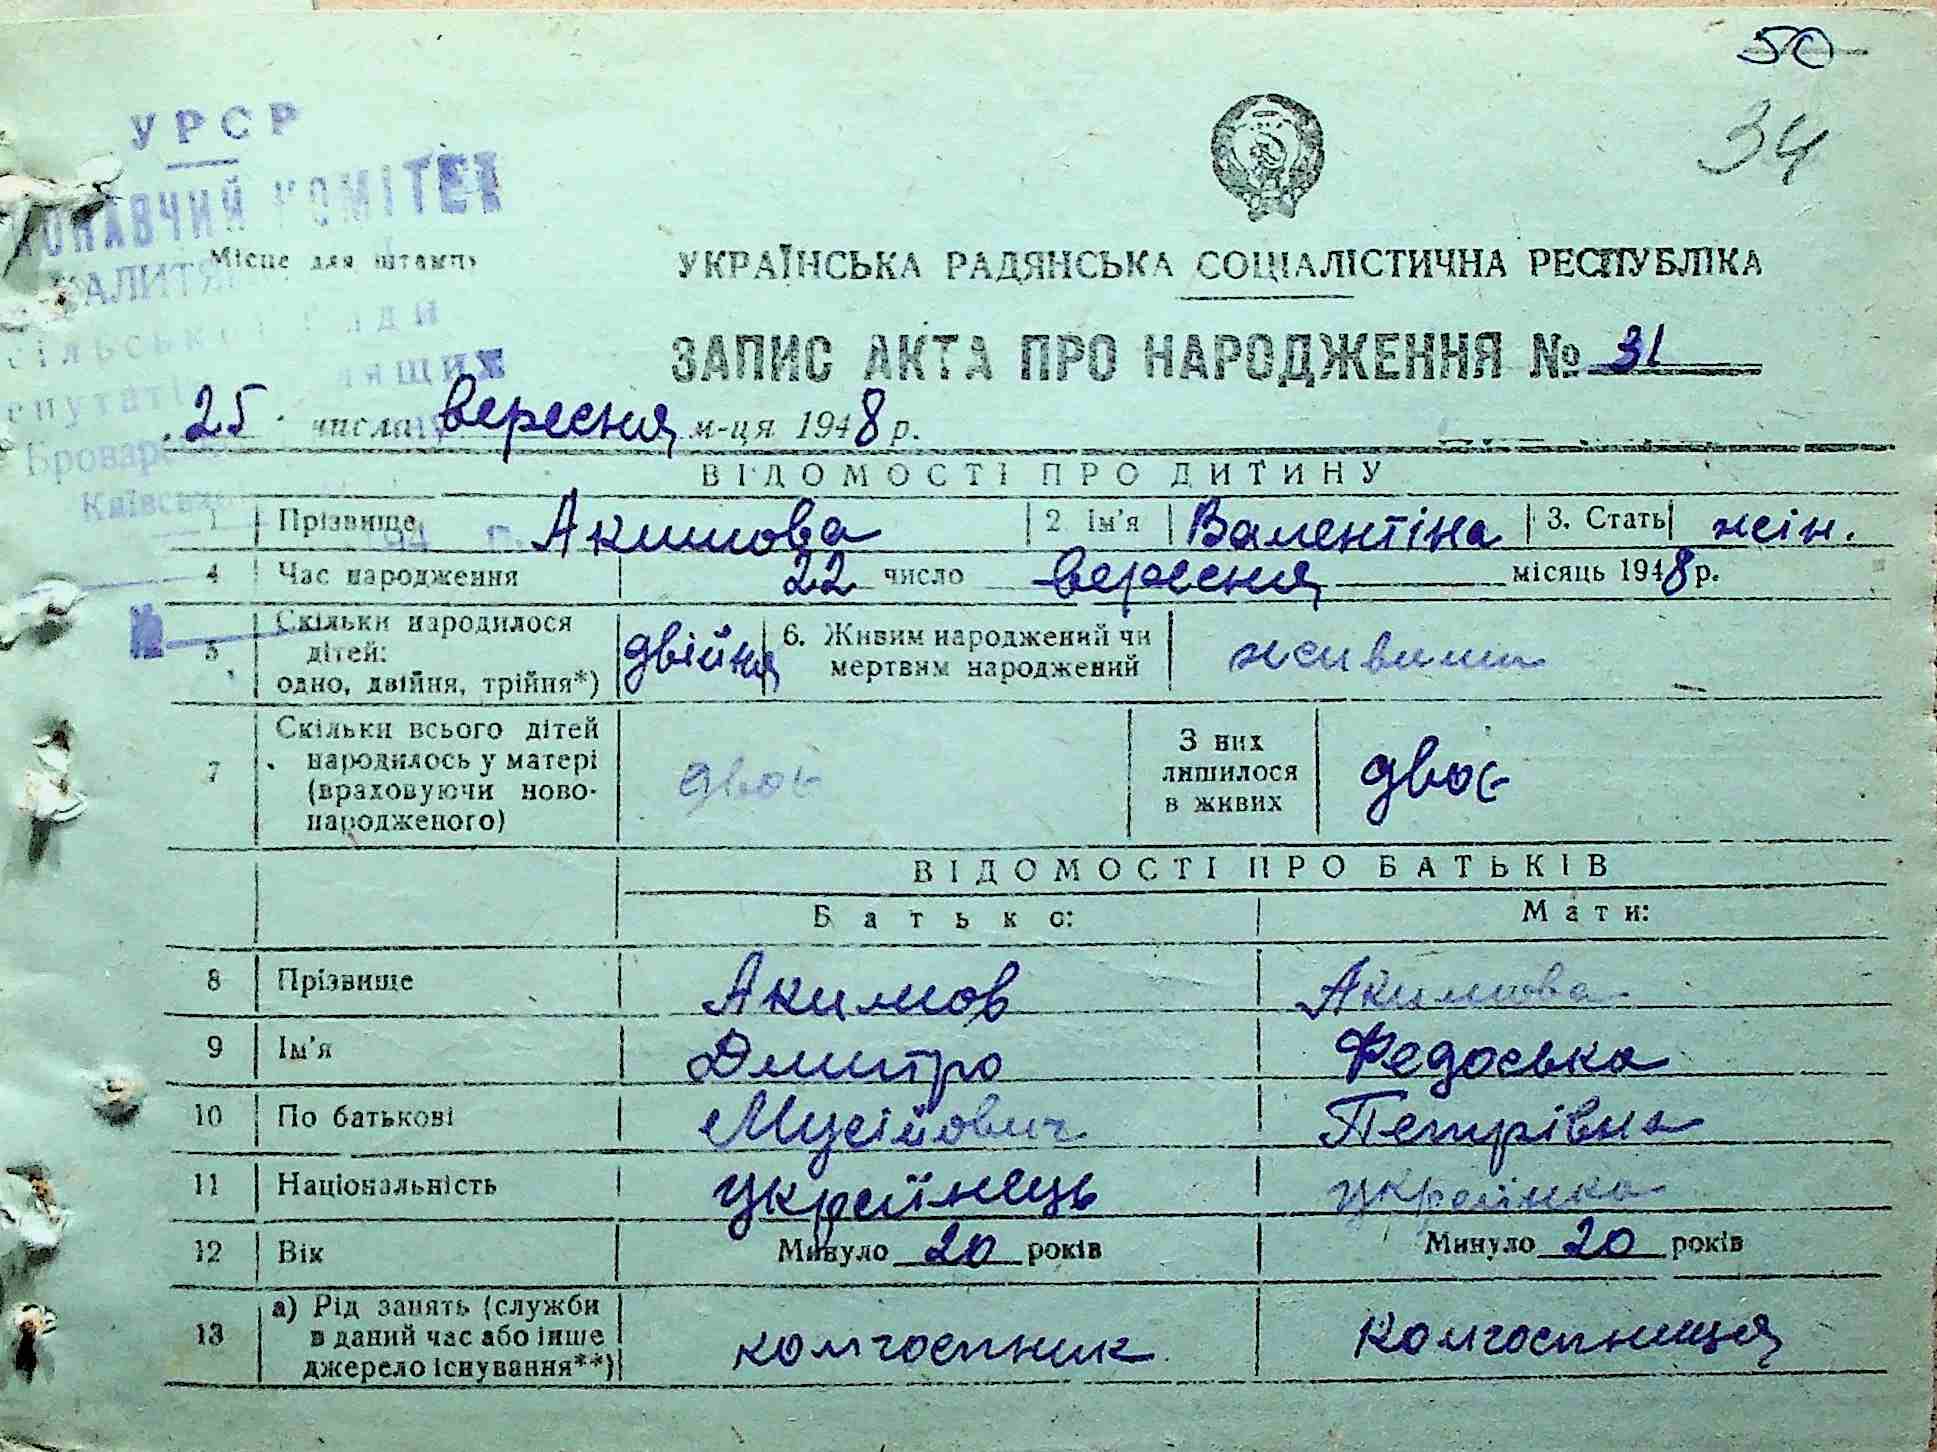 50
34
УРСР
КОМІТЕТ
Місце для штампу
УКРАЇНСЬКА РАДЯНСЬКА СОЦІАЛІСТИЧНА РЕСПУБЛІКА
ЗАПИС АКТА ПРО НАРОДЖЕННЯ № 31
25 числа вересня м-ця 1948 р.
ВІДОМОСТІ ПРО ДИТИНУ
1 Прізвище Акимова 2 Ім'я Валентіна 3. Стать жін.
4 Час народження 22 число вересня місяць 1948 р.
5 Скільки народилося дітей: одно, двійня, трійня*) двійня 6. Живим народжений чи мертвим народжений живими
7 Скільки всього дітей народилось у матері (враховуючи ново-народженого) двоє З них лишилося в живих двоє
ВІДОМОСТІ ПРО БАТЬКІВ
Батько: Мати:
8 Прізвище Акимов Акимова
9 Ім'я Дмитро Федоська
10 По батькові Мусійович Петрівна
11 Національність українець українка
12 Вік Минуло 20 років Минуло 20 років
13 а) Рід занять (служби в даний час або інше джерело існування**) колгоспник колгоспниця